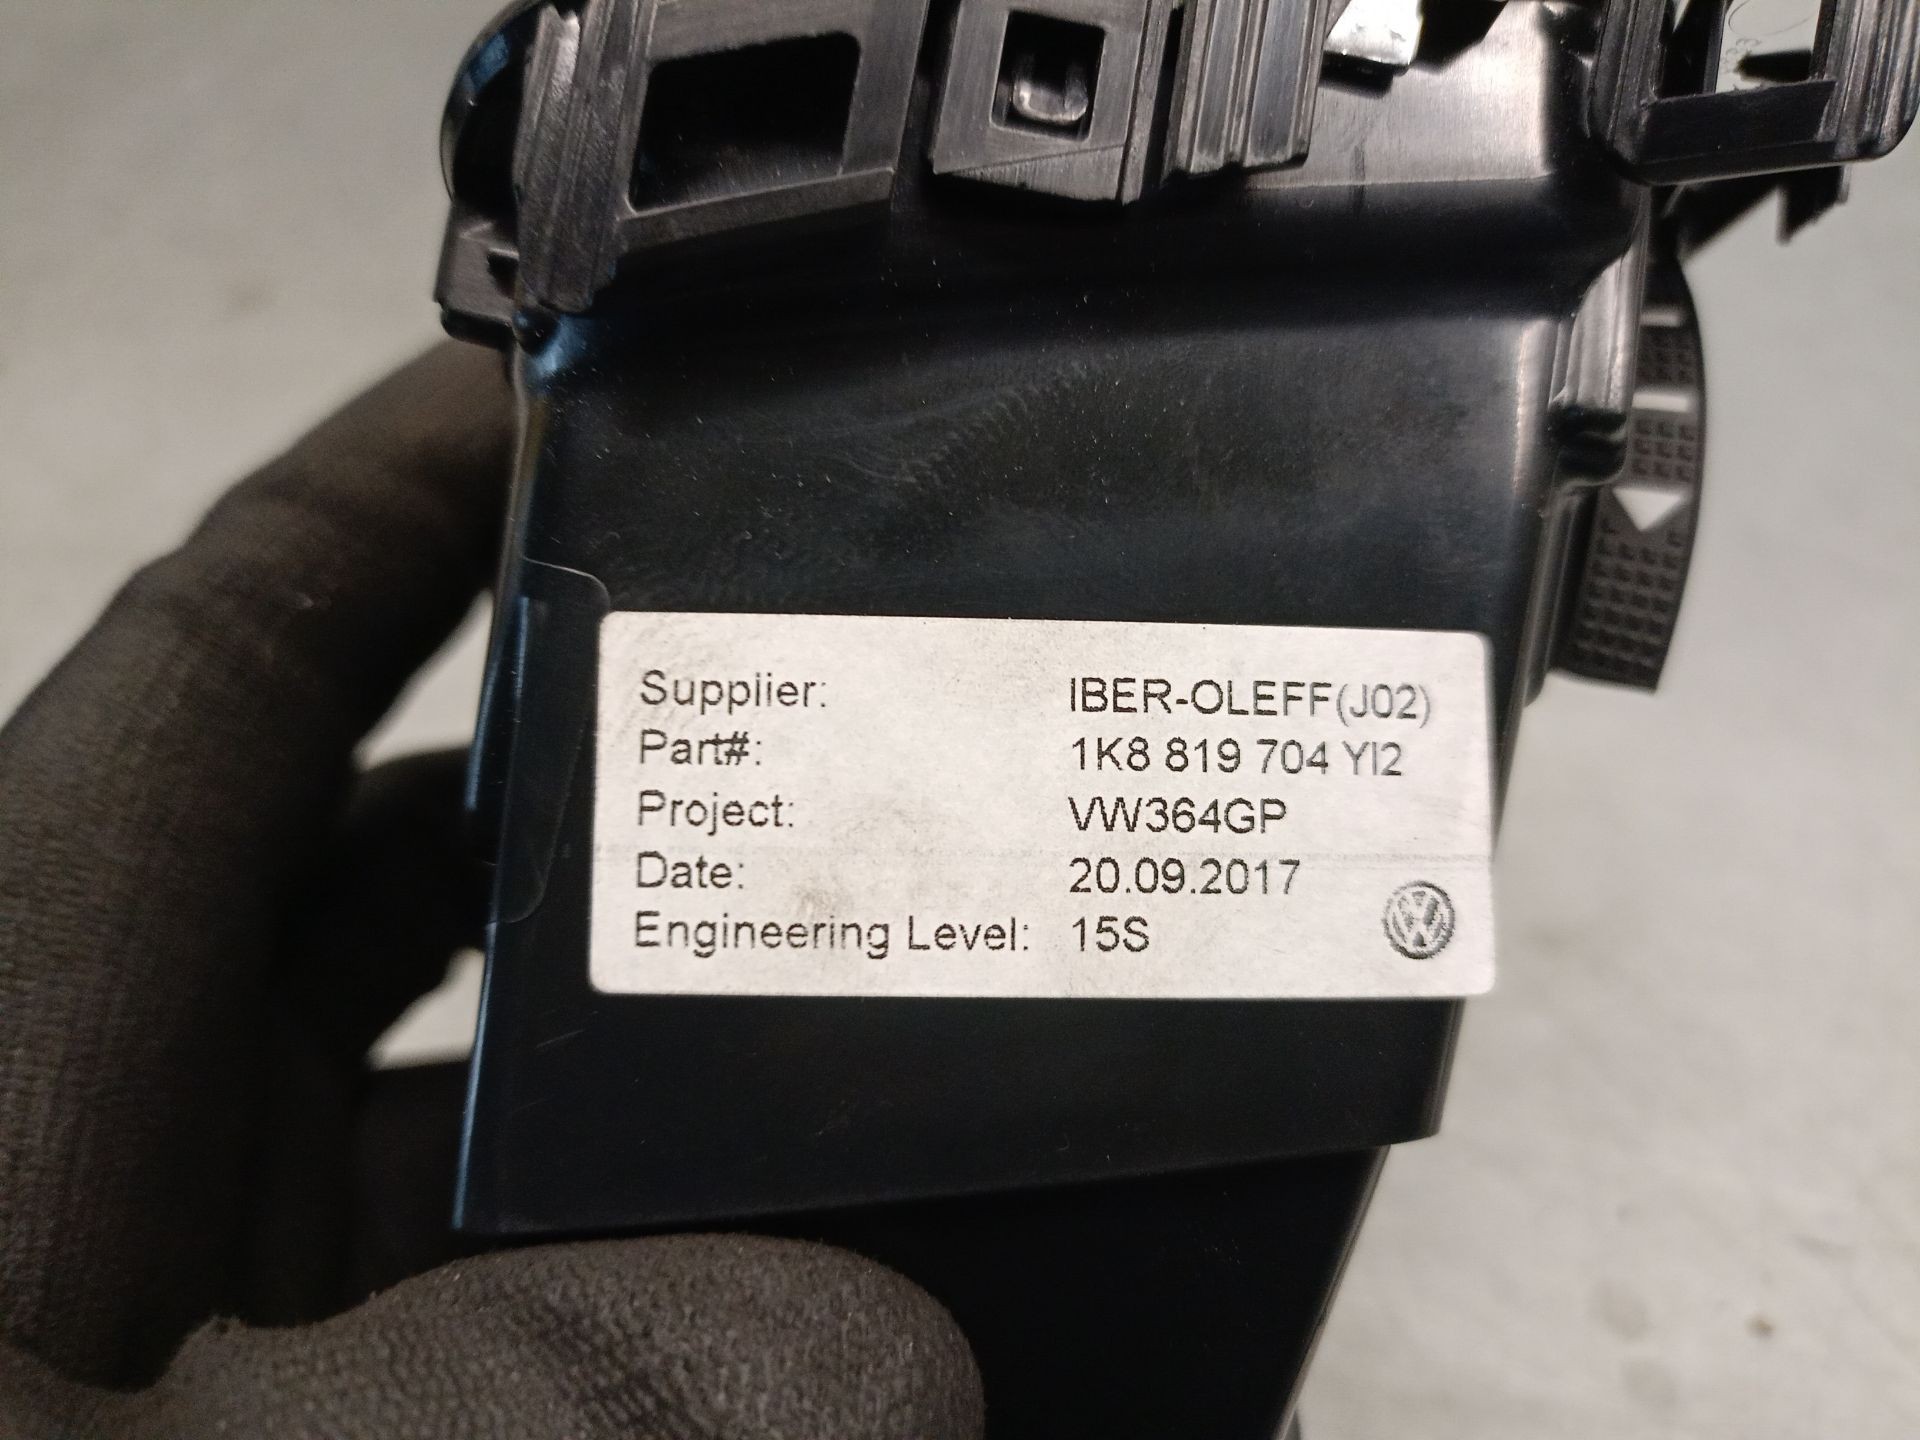 Supplier: IBER-OLEFF(J02)
Part#: 1K8 819 704 YI2
Project: VW364GP
Date: 20.09.2017
Engineering Level: 15S